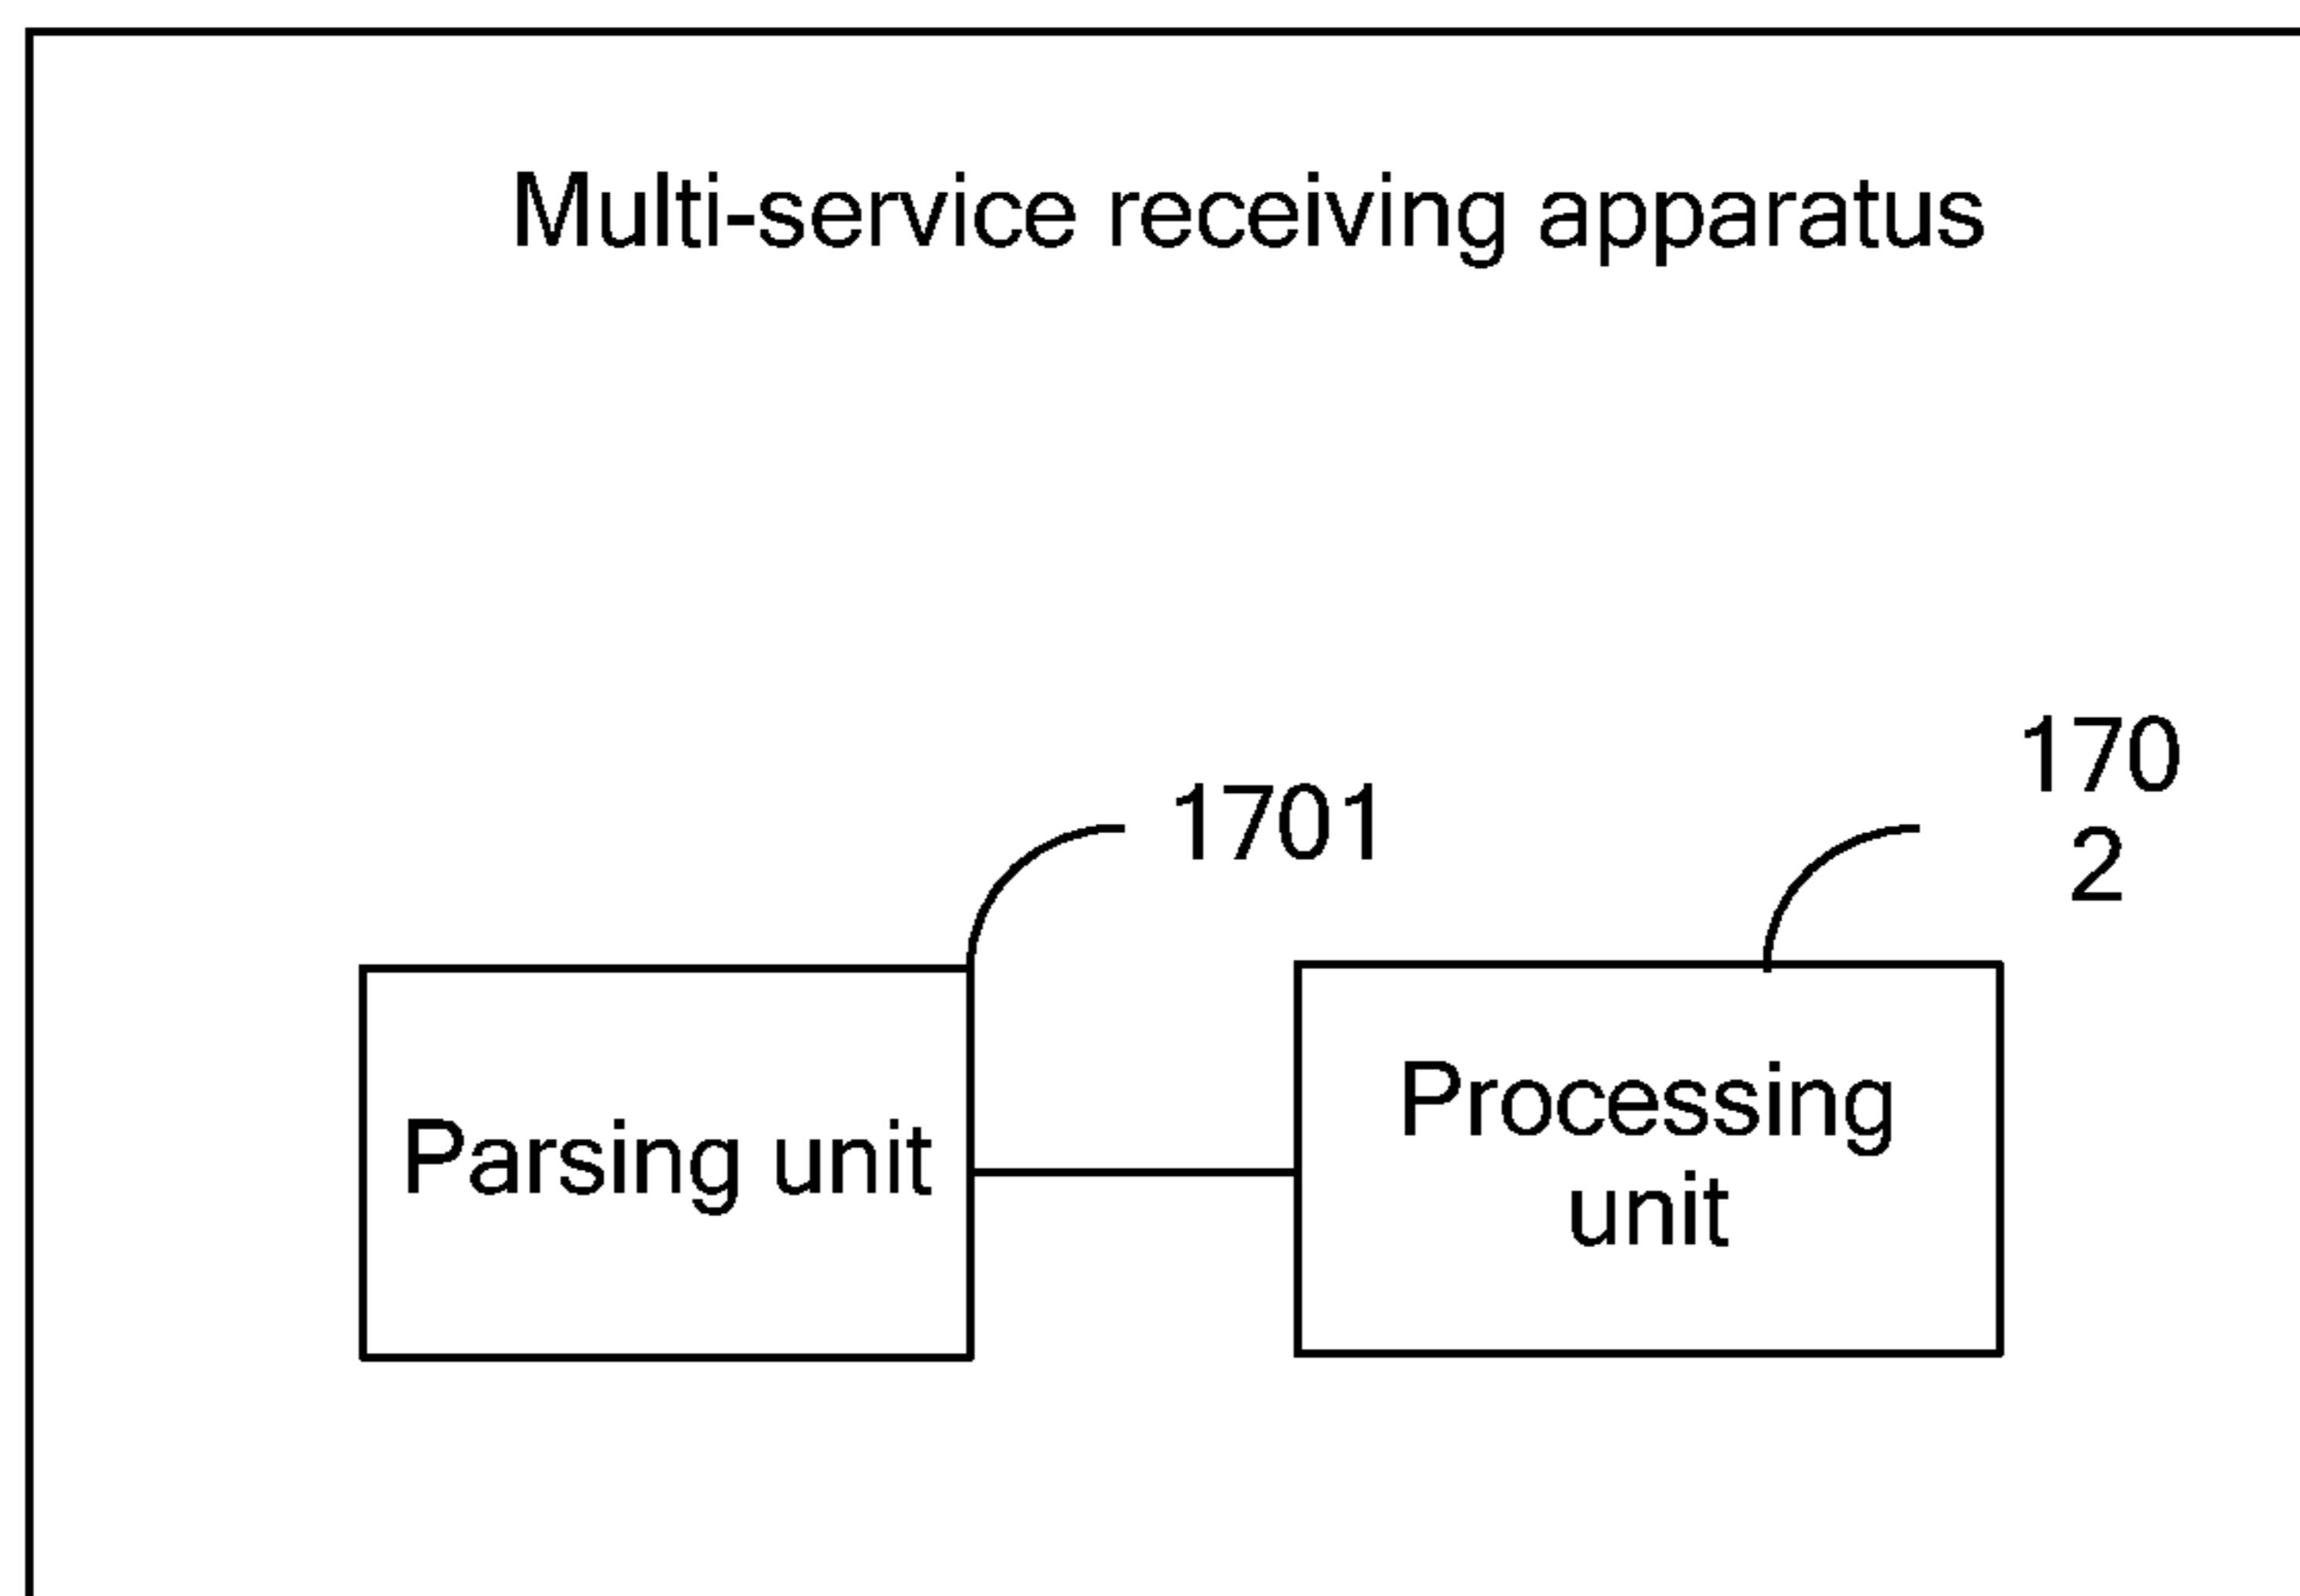 Multi-service receiving apparatus
1701
170
2
Parsing unit
Processing
unit